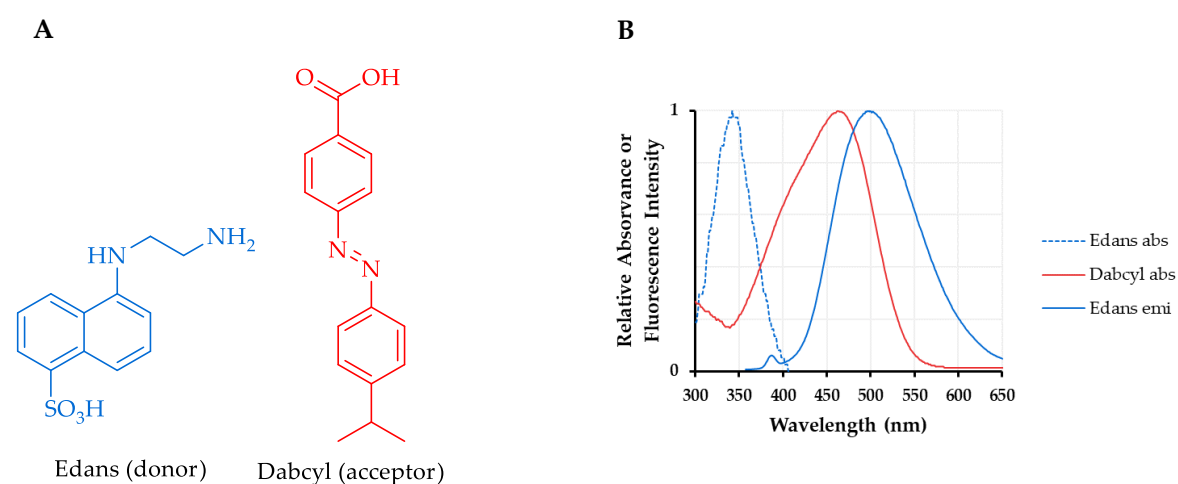 A
O
OH
N
N
HN
NH2
SO3H
Edans (donor)
Dabcyl (acceptor)
B
Relative Absorvance or
Fluorescence Intensity
1
0
300 350 400 450 500 550 600 650
Wavelength (nm)
Edans abs
Dabcyl abs
Edans emi